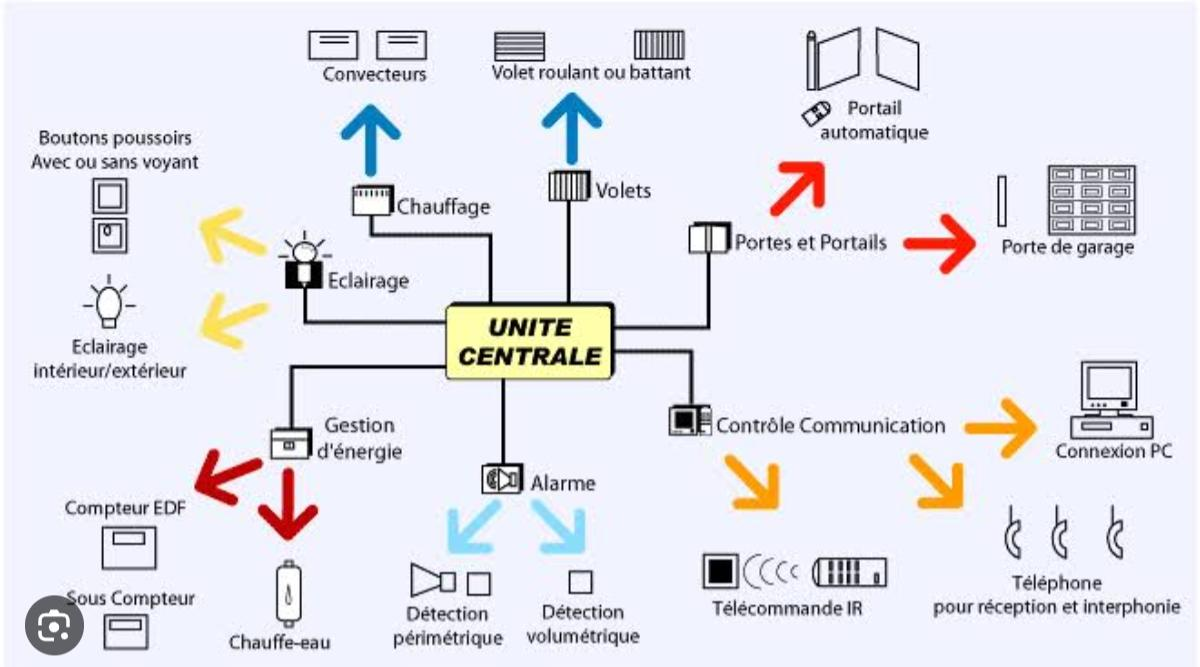 Convecteurs
Volet roulant ou battant
Portail
automatique
Boutons poussoirs
Avec ou sans voyant
Chauffage
Volets
Portes et Portails
Porte de garage
Eclairage
Eclairage
intérieur/extérieur
UNITE
CENTRALE
Gestion
d'énergie
Contrôle Communication
Connexion PC
Alarme
Compteur EDF
Sous Compteur
Chauffe-eau
Détection
périmétrique
Détection
volumétrique
Télécommande IR
Téléphone
pour réception et interphonie